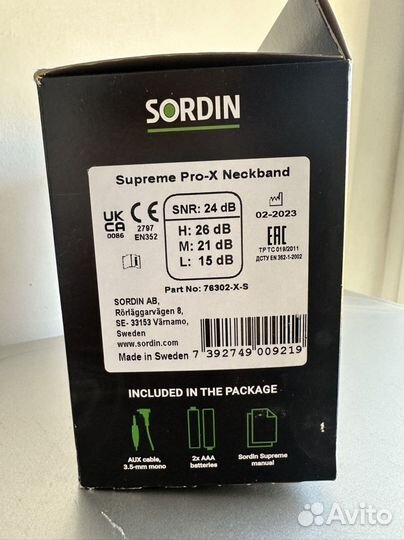 SORDIN
Supreme Pro-X Neckband
UK
CA
0086
CE
2797
EN352
SNR: 24 dB
H: 26 dB
M: 21 dB
L: 15 dB
02-2023
EAC
ТР ТС 019/2011
ДСТУ EN 352-1-2002
Part No: 76302-X-S
SORDIN AB,
Rörläggarvägen 8,
SE- 33153 Värnamo,
Sweden
www.sordin.com
Made in Sweden
7 392749 009219
INCLUDED IN THE PACKAGE
AUX cable,
3.5-mm mono
2x AAA
batteries
Sordin Supreme
manual
Avito